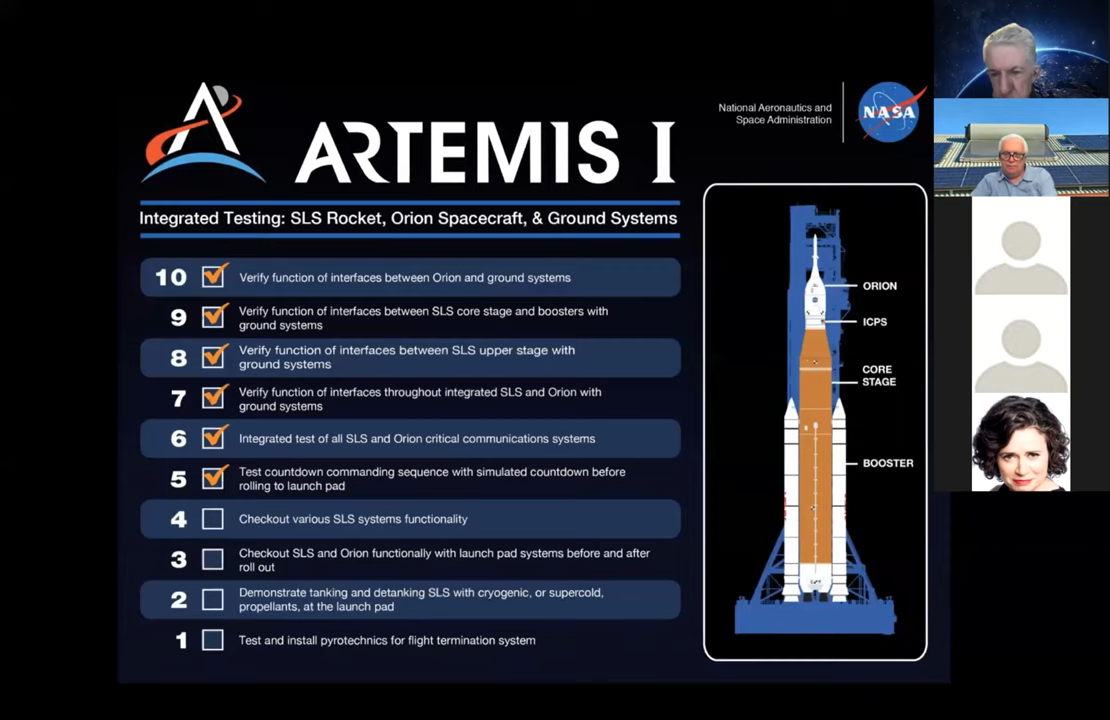 National Aeronautics and
Space Administration
NASA
ARTEMIS I
Integrated Testing: SLS Rocket, Orion Spacecraft, & Ground Systems
10 Verify function of interfaces between Orion and ground systems
9 Verify function of interfaces between SLS core stage and boosters with
ground systems
8 Verify function of interfaces between SLS upper stage with
ground systems
7 Verify function of interfaces throughout integrated SLS and Orion with
ground systems
6 Integrated test of all SLS and Orion critical communications systems
5 Test countdown commanding sequence with simulated countdown before
rolling to launch pad
4 Checkout various SLS systems functionality
3 Checkout SLS and Orion functionally with launch pad systems before and after
roll out
2 Demonstrate tanking and detanking SLS with cryogenic, or supercold,
propellants, at the launch pad
1 Test and install pyrotechnics for flight termination system
ORION
ICPS
CORE
STAGE
BOOSTER